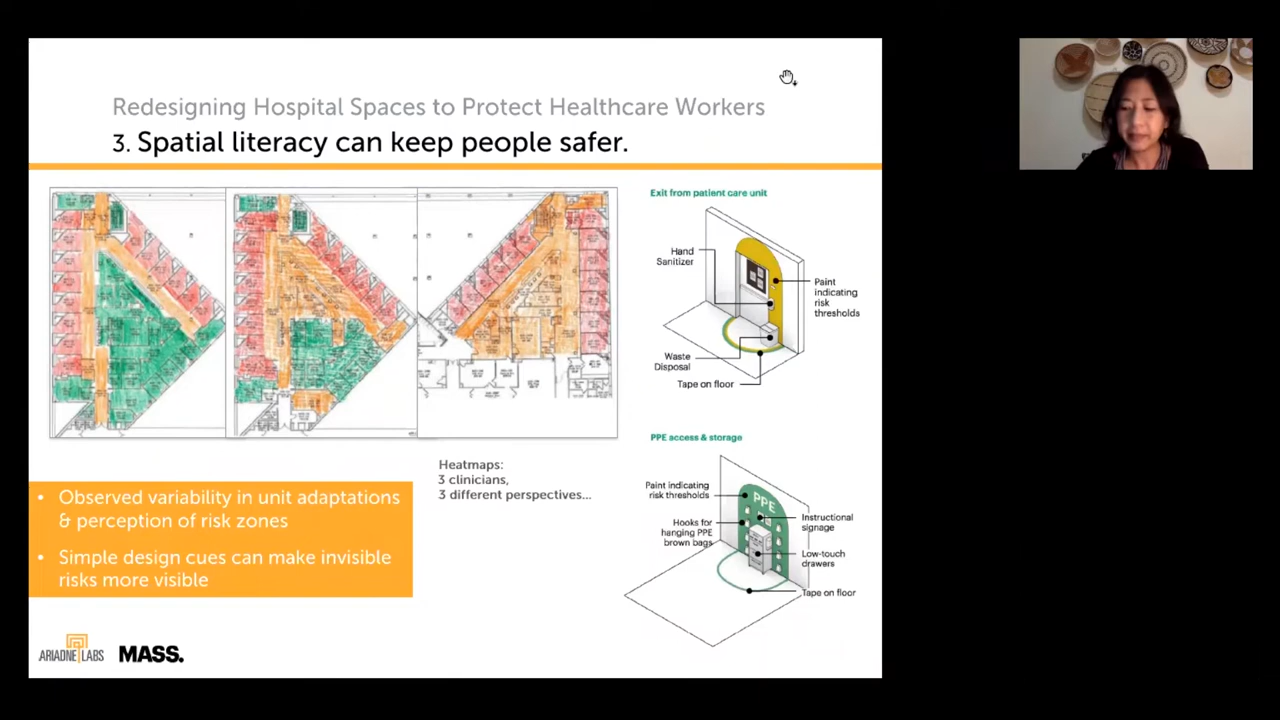 Redesigning Hospital Spaces to Protect Healthcare Workers
3. Spatial literacy can keep people safer.
Exit from patient care unit
Hand
Sanitizer
Paint
indicating
risk
thresholds
Waste
Disposal
Tape on floor
Heatmaps:
3 clinicians,
3 different perspectives...
• Observed variability in unit adaptations
& perception of risk zones
• Simple design cues can make invisible
risks more visible
PPE access & storage
Paint indicating
risk thresholds
PPE
Hooks for
hanging PPE
brown bags
Instructional
signage
Low-touch
drawers
Tape on floor
ARIADNE LABS
MASS.